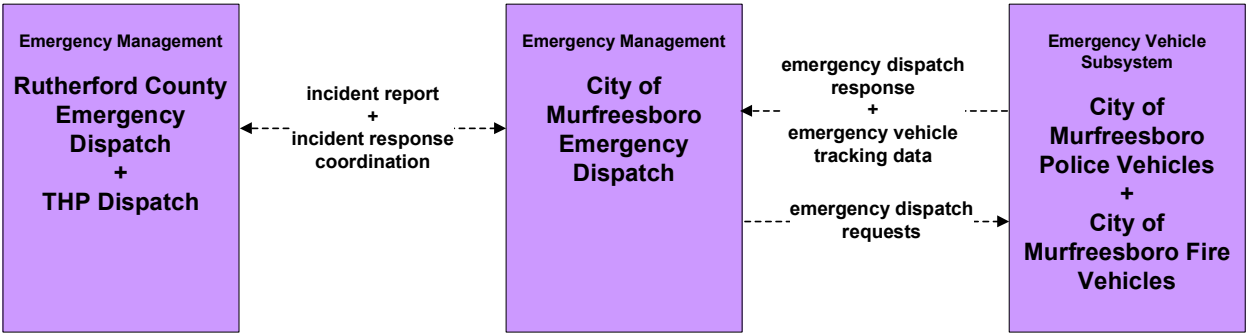 Emergency Management
Rutherford County
Emergency
Dispatch
+
THP Dispatch
incident report
+
incident response
coordination
Emergency Management
City of
Murfreesboro
Emergency
Dispatch
emergency dispatch
response
+
emergency vehicle
tracking data
emergency dispatch
requests
Emergency Vehicle
Subsystem
City of
Murfreesboro
Police Vehicles
+
City of
Murfreesboro Fire
Vehicles